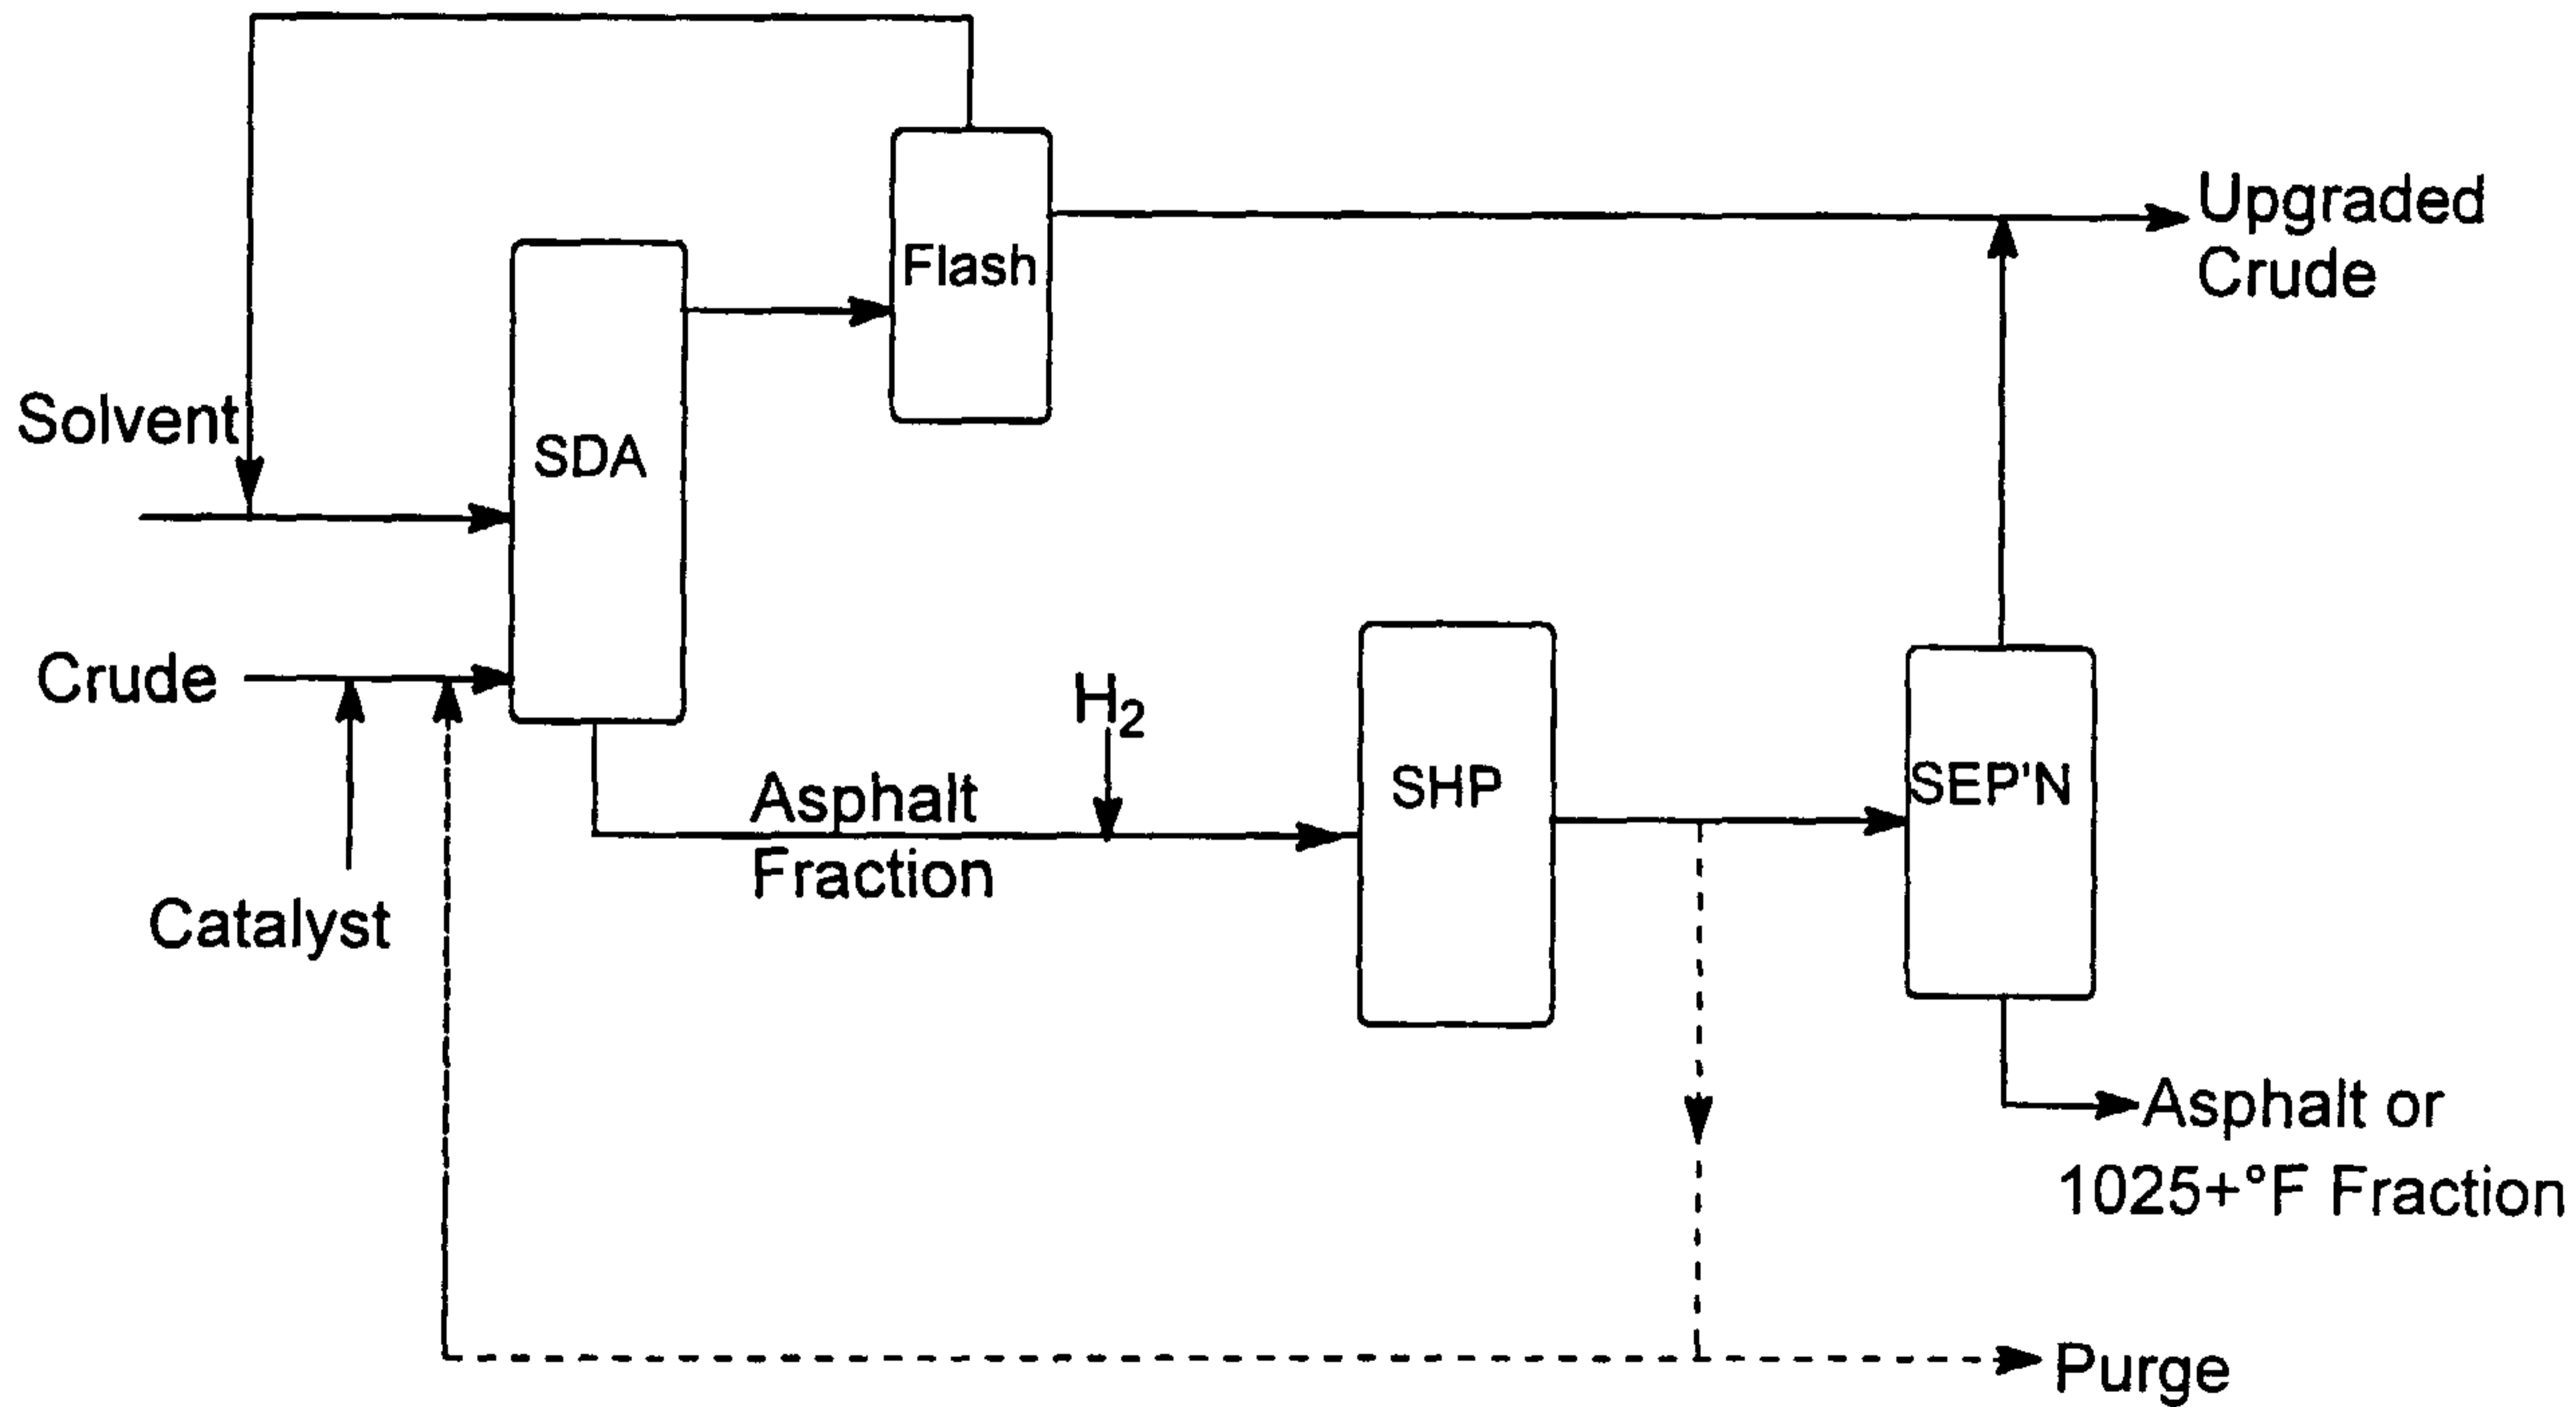 Upgraded
Crude
Flash
Solvent
SDA
Crude
H₂
Catalyst
Asphalt
Fraction
SHP
SEP'N
Asphalt or
1025+°F Fraction
Purge